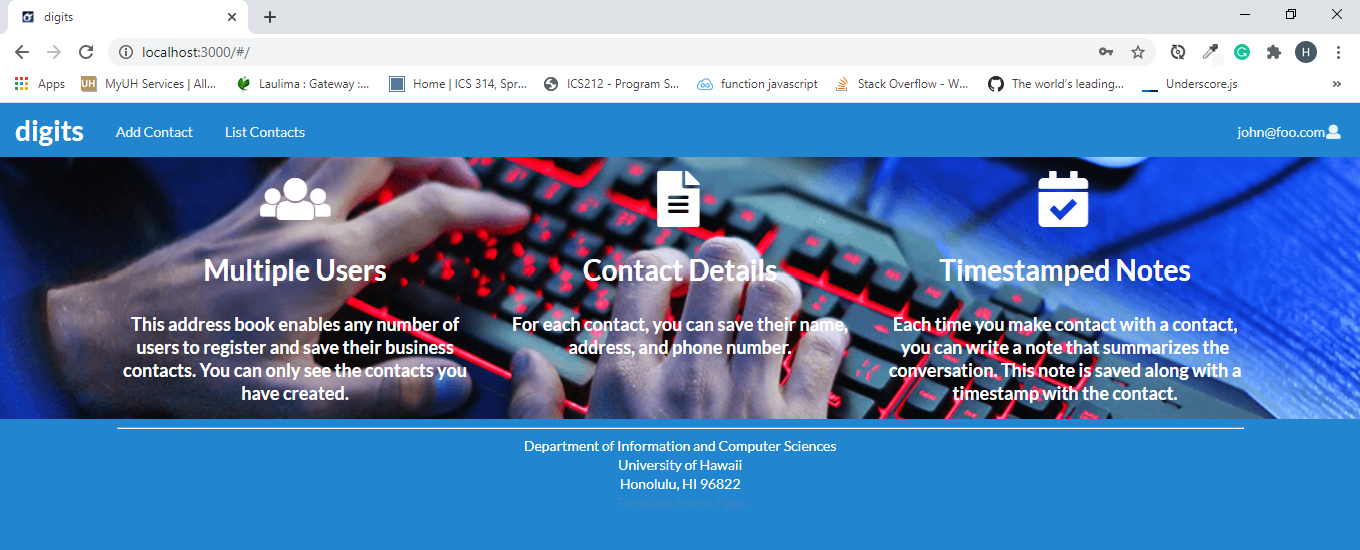 digits
localhost:3000/#/
H
Apps
UH
MyUH Services | All...
Laulima : Gateway :...
Home | ICS 314, Spr...
ICS212 - Program S...
function javascript
Stack Overflow - W...
The world's leading...
Underscore.js
»
digits
Add Contact
List Contacts
john@foo.com
Multiple Users
This address book enables any number of
users to register and save their business
contacts. You can only see the contacts you
have created.
Contact Details
For each contact, you can save their name,
address, and phone number.
Timestamped Notes
Each time you make contact with a contact,
you can write a note that summarizes the
conversation. This note is saved along with a
timestamp with the contact.
Department of Information and Computer Sciences
University of Hawaii
Honolulu, HI 96822
Template Home Page